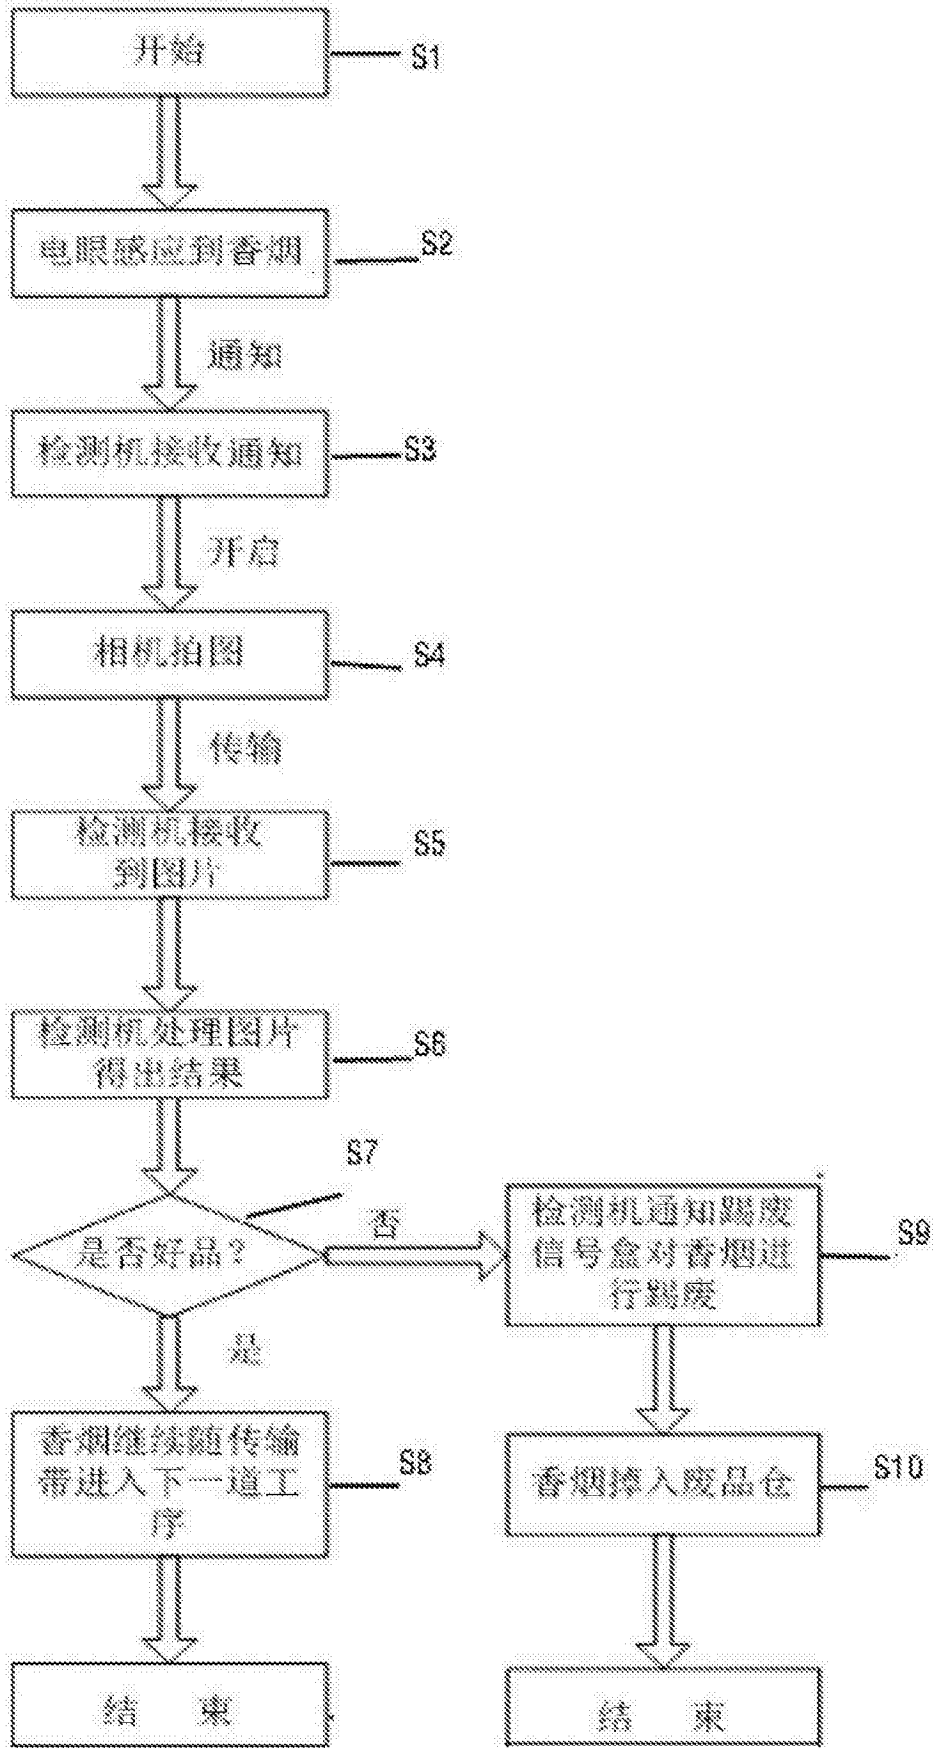 开始
S1
电眼感应到香烟
S2
通知
检测机接收通知
S3
开启
相机拍图
S4
传输
检测机接收
到图片
S5
检测机处理图片
得出结果
S6
S7
是否好品？
否
检测机通知踢废
信号盒对香烟进
行踢废
S9
是
香烟继续随传输
带进入下一道工
序
S8
香烟掉入废品仓
S10
结 束
结 束